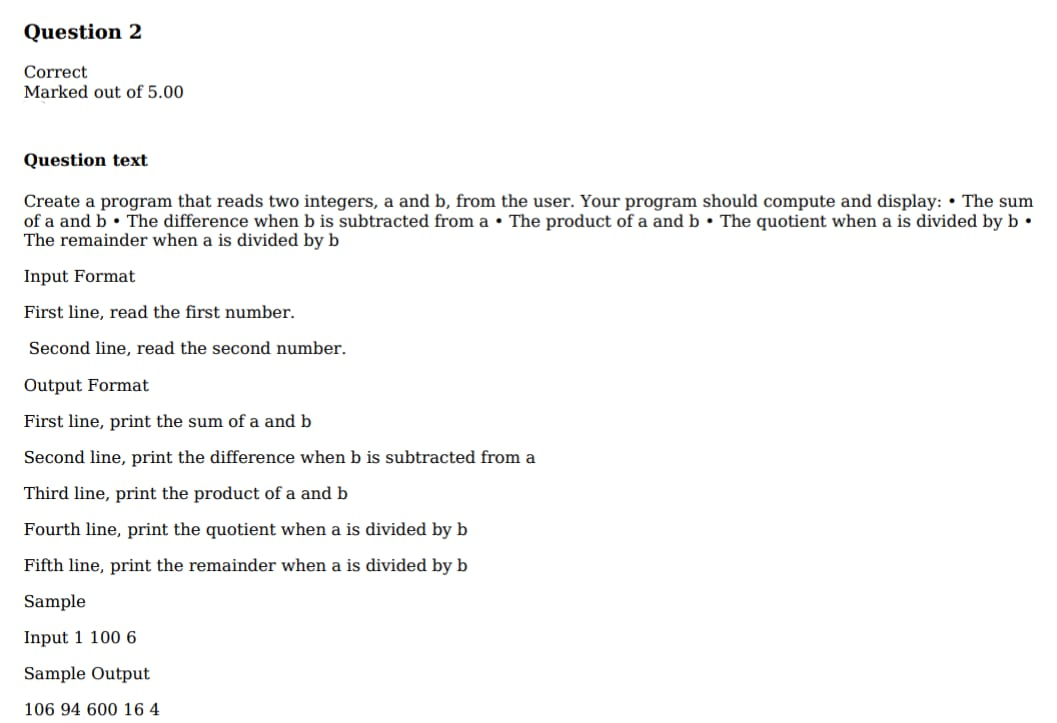 Question 2
Correct
Marked out of 5.00
Question text
Create a program that reads two integers, a and b, from the user. Your program should compute and display: • The sum
of a and b • The difference when b is subtracted from a • The product of a and b • The quotient when a is divided by b •
The remainder when a is divided by b
Input Format
First line, read the first number.
Second line, read the second number.
Output Format
First line, print the sum of a and b
Second line, print the difference when b is subtracted from a
Third line, print the product of a and b
Fourth line, print the quotient when a is divided by b
Fifth line, print the remainder when a is divided by b
Sample
Input 1 100 6
Sample Output
106 94 600 16 4